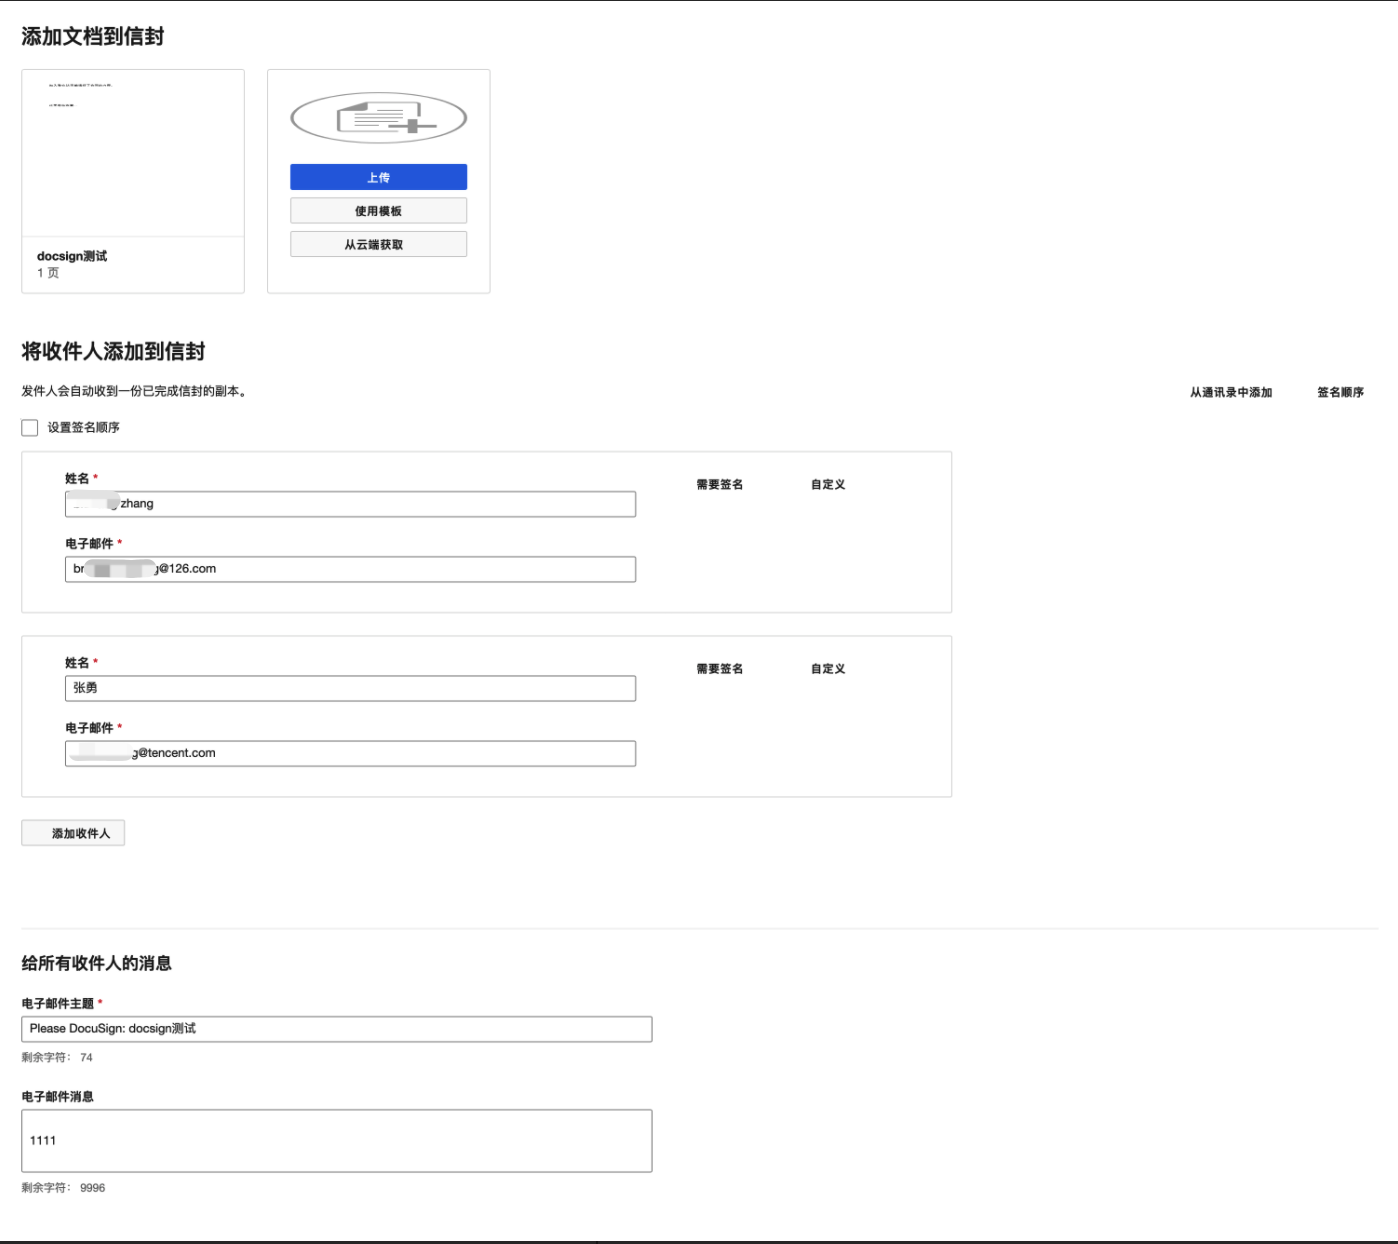 添加文档到信封
docsign测试
1 页
上传
使用模板
从云端获取
将收件人添加到信封
发件人会自动收到一份已完成信封的副本。
从通讯录中添加 签名顺序
设置签名顺序
姓名 *
需要签名 自定义
zhang
电子邮件 *
br g@126.com
姓名 *
需要签名 自定义
张勇
电子邮件 *
g@tencent.com
添加收件人
给所有收件人的消息
电子邮件主题 *
Please DocuSign: docsign测试
剩余字符： 74
电子邮件消息
1111
剩余字符： 9996